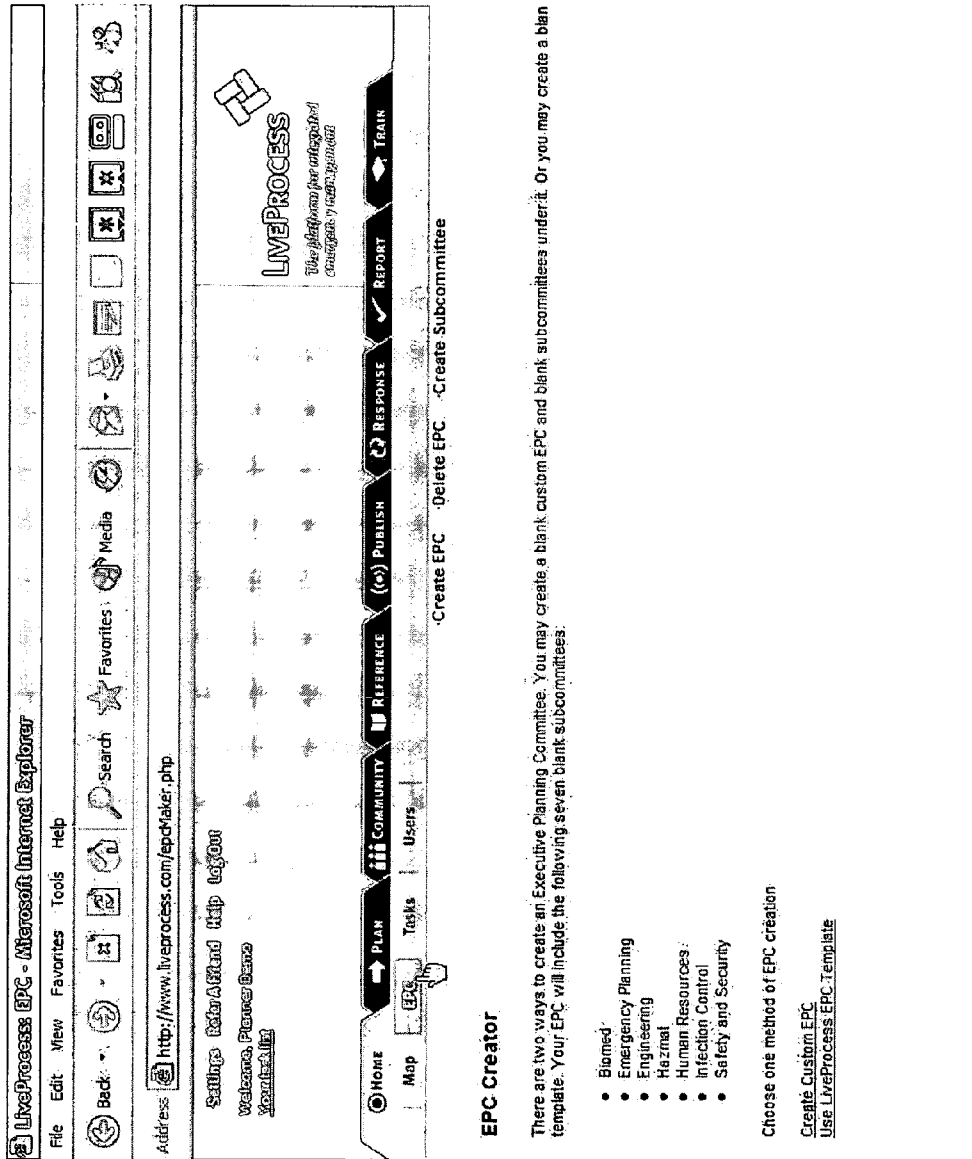 LiveProcess: EPC - Microsoft Internet Explorer
File Edit View Favorites Tools Help
Back Search Favorites Media
Address http://www.liveprocess.com/epcMaker.php
Settings Refer A Friend Help Log Out
Welcome, Planner Demo
Your task list
LIVEPROCESS
The platform for integrated
emergency management
HOME PLAN COMMUNITY REFERENCE PUBLISH RESPONSE REPORT TRAIN
Map EPC Tasks Users
·Create EPC ·Delete EPC ·Create Subcommittee
EPC Creator
There are two ways to create an Executive Planning Committee. You may create a blank custom EPC and blank subcommittees under it. Or you may create a blan
template. Your EPC will include the following seven blank subcommittees:
• Biomed
• Emergency Planning
• Engineering
• Hazmat
• Human Resources
• Infection Control
• Safety and Security
Choose one method of EPC creation
Create Custom EPC
Use LiveProcess EPC Template